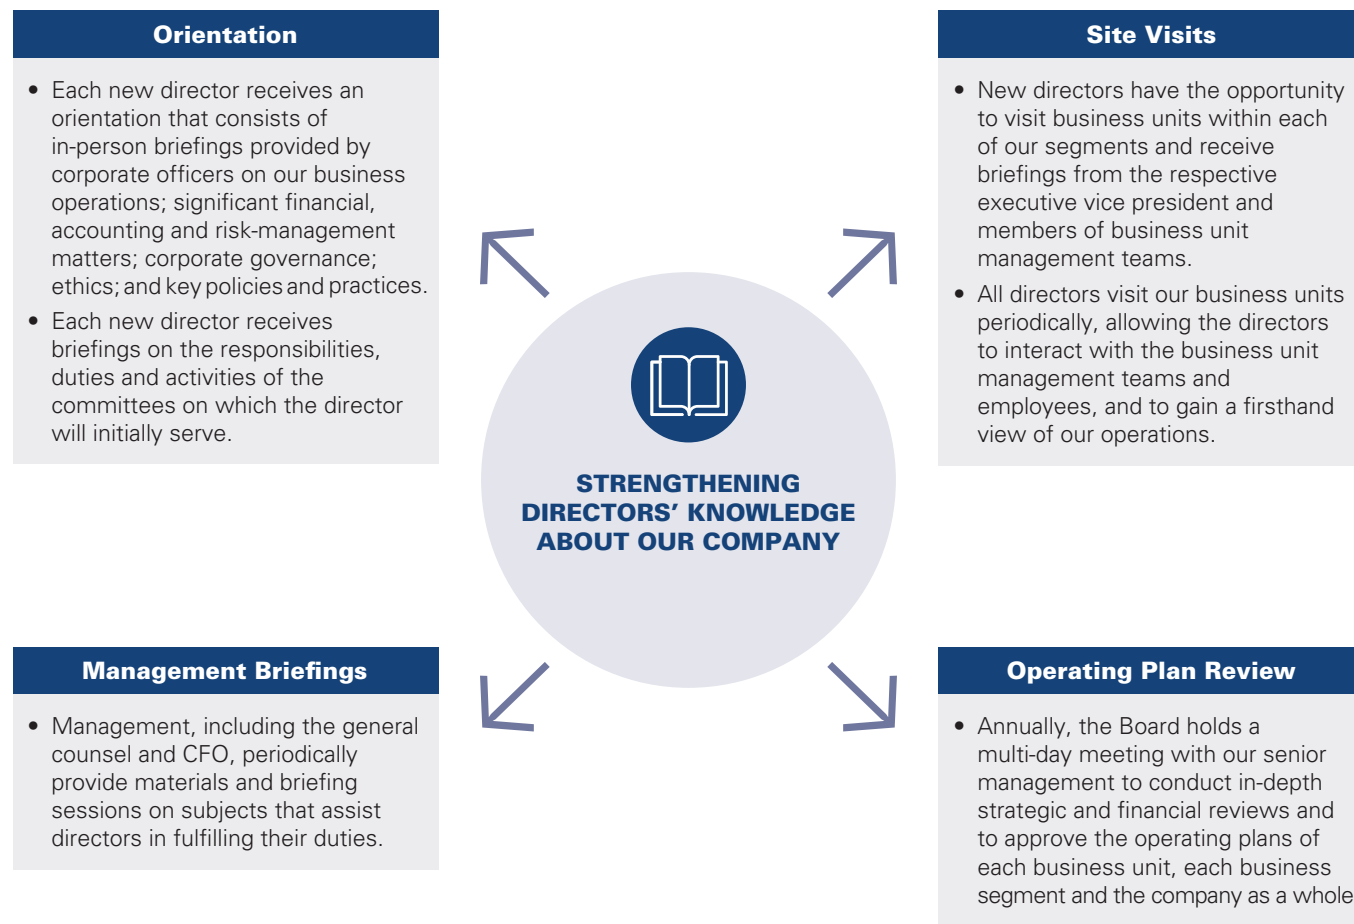 Orientation
• Each new director receives an
orientation that consists of
in-person briefings provided by
corporate officers on our business
operations; significant financial,
accounting and risk-management
matters; corporate governance;
ethics; and key policies and practices.
• Each new director receives
briefings on the responsibilities,
duties and activities of the
committees on which the director
will initially serve.
Site Visits
• New directors have the opportunity
to visit business units within each
of our segments and receive
briefings from the respective
executive vice president and
members of business unit
management teams.
• All directors visit our business units
periodically, allowing the directors
to interact with the business unit
management teams and
employees, and to gain a firsthand
view of our operations.
STRENGTHENING
DIRECTORS’ KNOWLEDGE
ABOUT OUR COMPANY
Management Briefings
• Management, including the general
counsel and CFO, periodically
provide materials and briefing
sessions on subjects that assist
directors in fulfilling their duties.
Operating Plan Review
• Annually, the Board holds a
multi-day meeting with our senior
management to conduct in-depth
strategic and financial reviews and
to approve the operating plans of
each business unit, each business
segment and the company as a whole